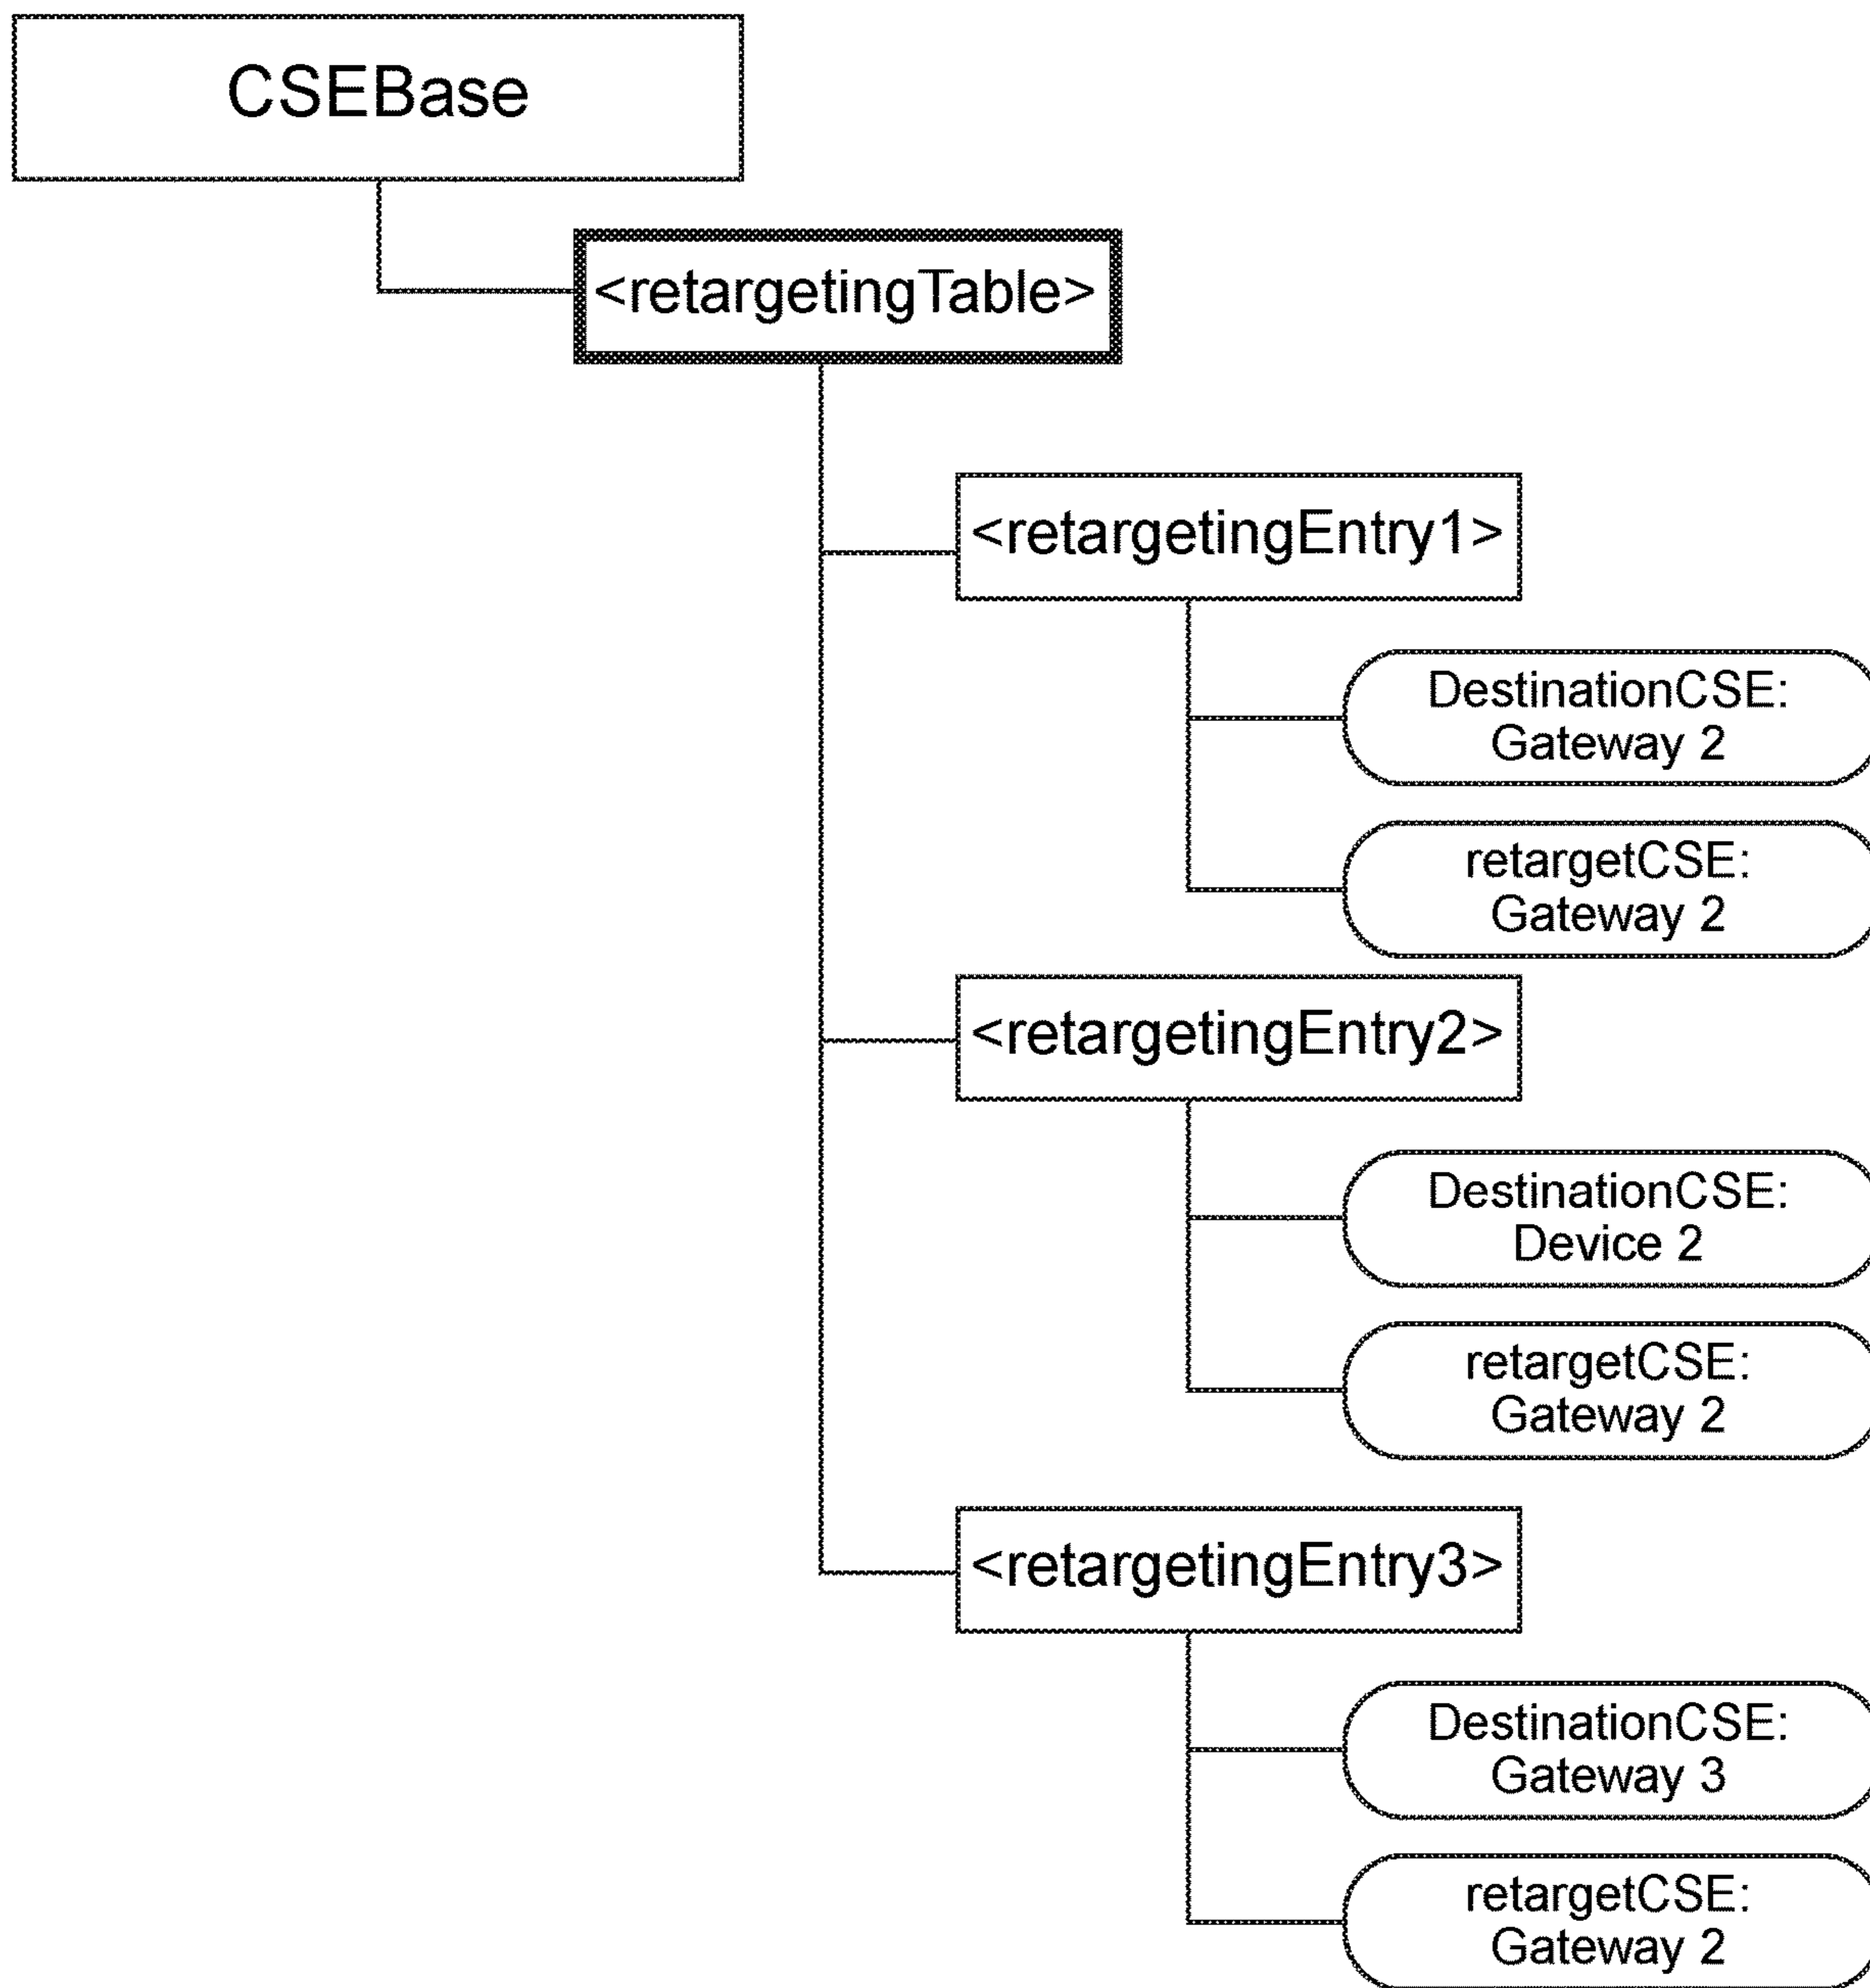 CSEBase
<retargetingTable>
<retargetingEntry1>
DestinationCSE:
Gateway 2
retargetCSE:
Gateway 2
<retargetingEntry2>
DestinationCSE:
Device 2
retargetCSE:
Gateway 2
<retargetingEntry3>
DestinationCSE:
Gateway 3
retargetCSE:
Gateway 2